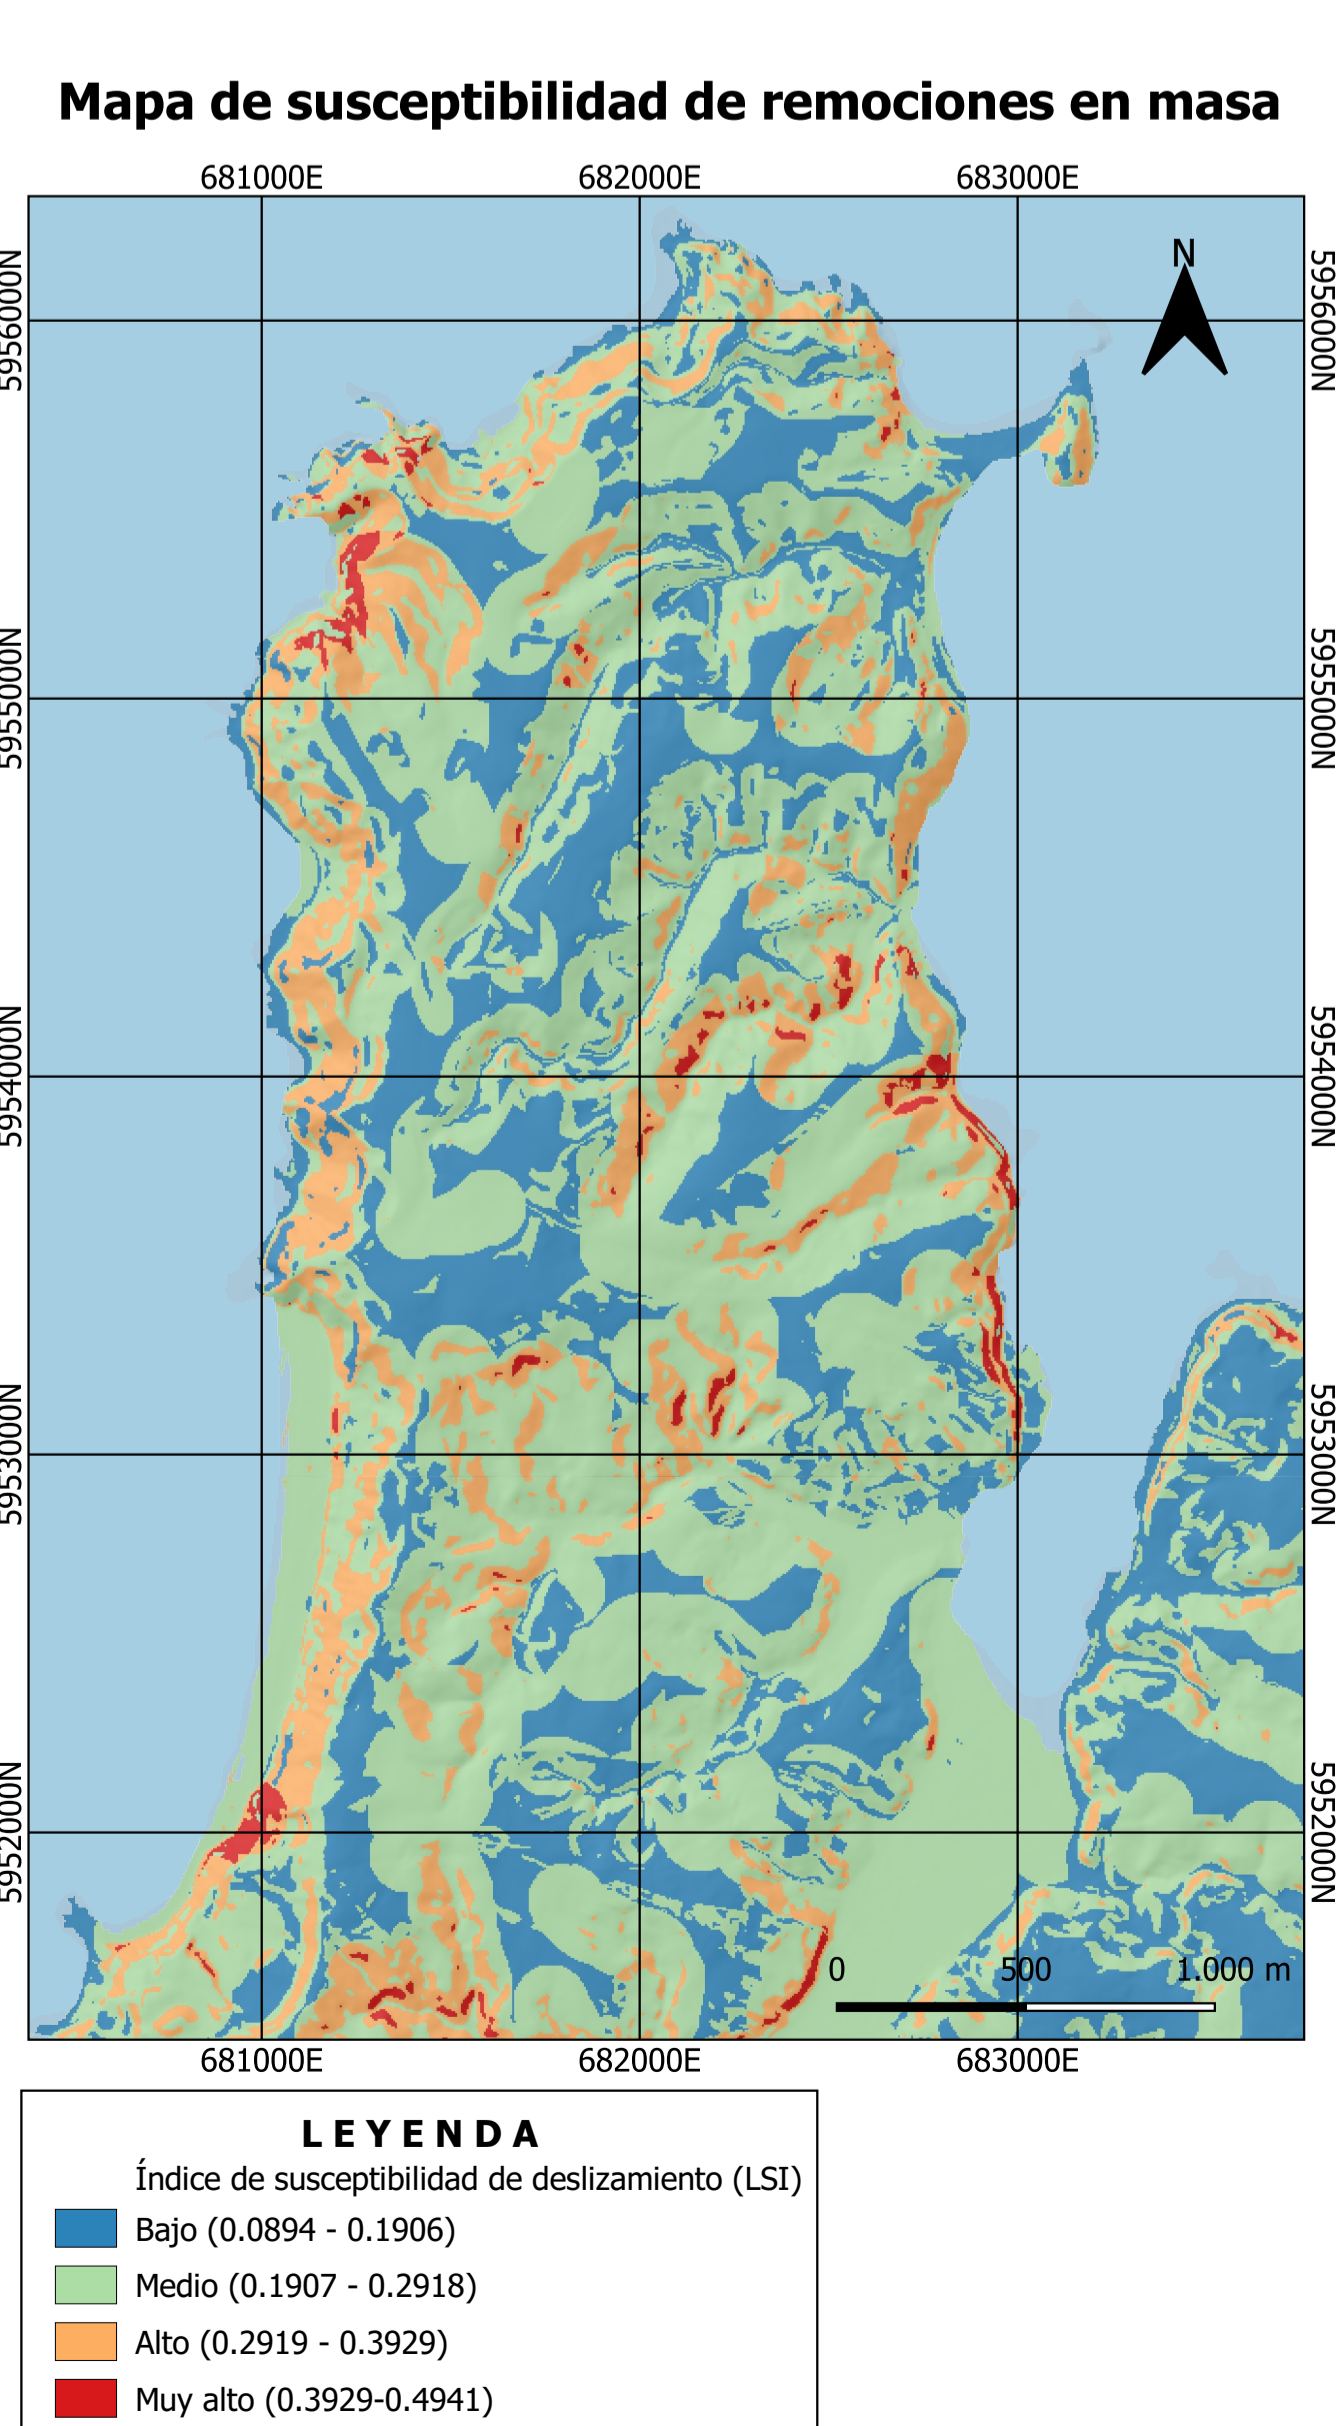 Mapa de susceptibilidad de remociones en masa
681000E 682000E 683000E
N
5956000N 5956000N
5955000N 5955000N
5954000N 5954000N
5953000N 5953000N
5952000N 5952000N
0 500 1.000 m
681000E 682000E 683000E
LEYENDA
Índice de susceptibilidad de deslizamiento (LSI)
Bajo (0.0894 - 0.1906)
Medio (0.1907 - 0.2918)
Alto (0.2919 - 0.3929)
Muy alto (0.3929-0.4941)